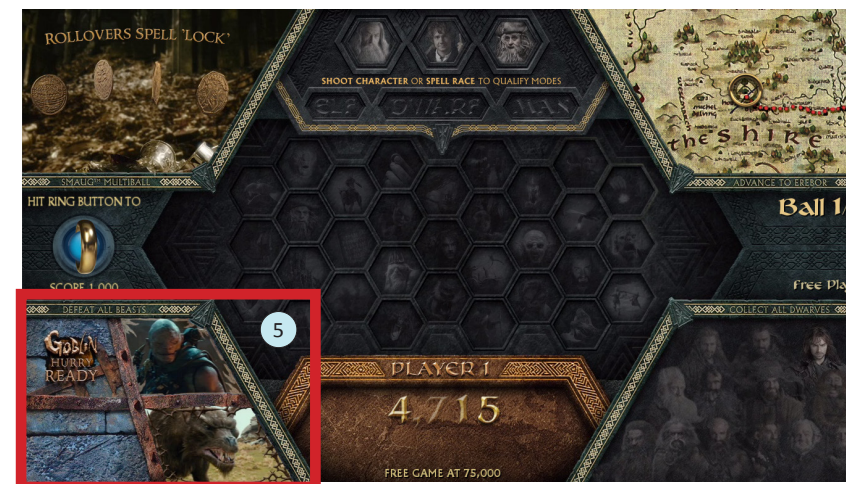 ROLLOVERS SPELL 'LOCK'
SHOOT CHARACTER OR SPELL RACE TO QUALIFY MODES
ELF DWARF MAN
the SHIRE
SMAUG™ MULTIBALL
ADVANCE TO EREBOR
HIT RING BUTTON TO
SCORE 1,000
Ball 1/
Free Pla
DEFEAT ALL BEASTS
COLLECT ALL DWARVES
5
GOBLIN
HURRY
READY
PLAYER 1
4,715
FREE GAME AT 75,000